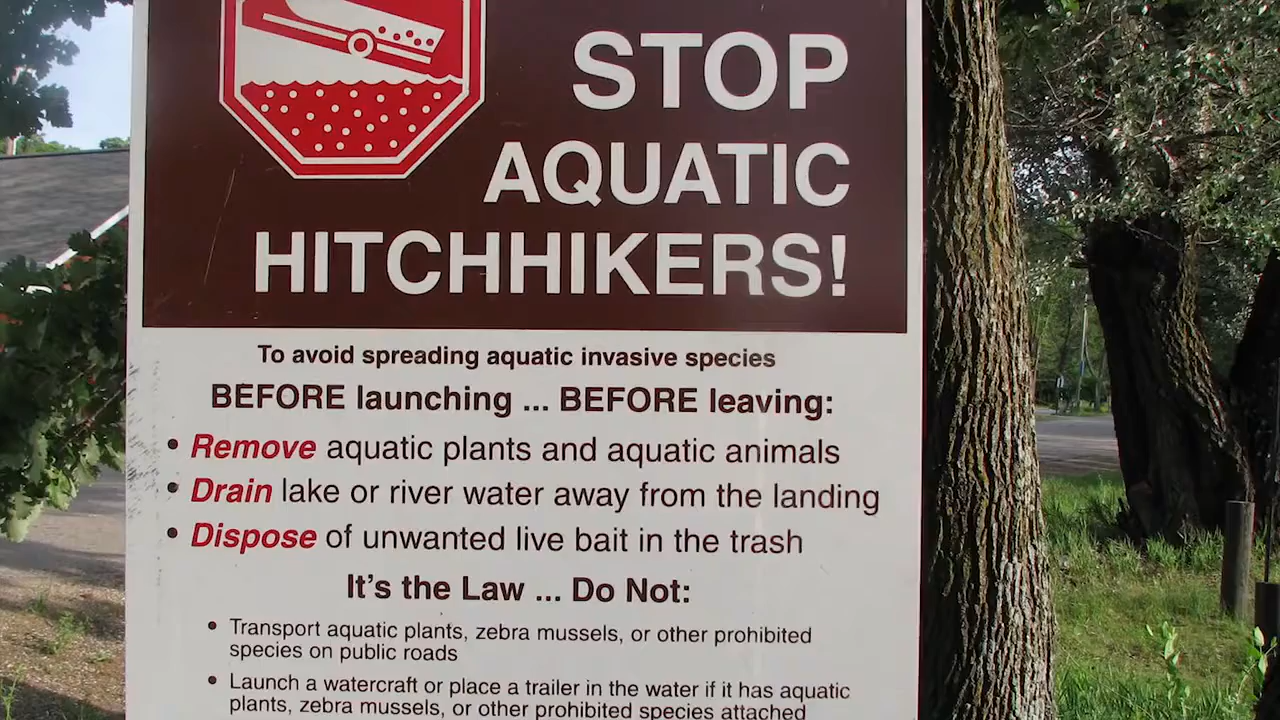 STOP
AQUATIC
HITCHHIKERS!
To avoid spreading aquatic invasive species
BEFORE launching ... BEFORE leaving:
• Remove aquatic plants and aquatic animals
• Drain lake or river water away from the landing
• Dispose of unwanted live bait in the trash
It's the Law ... Do Not:
• Transport aquatic plants, zebra mussels, or other prohibited
species on public roads
• Launch a watercraft or place a trailer in the water if it has aquatic
plants, zebra mussels, or other prohibited species attached